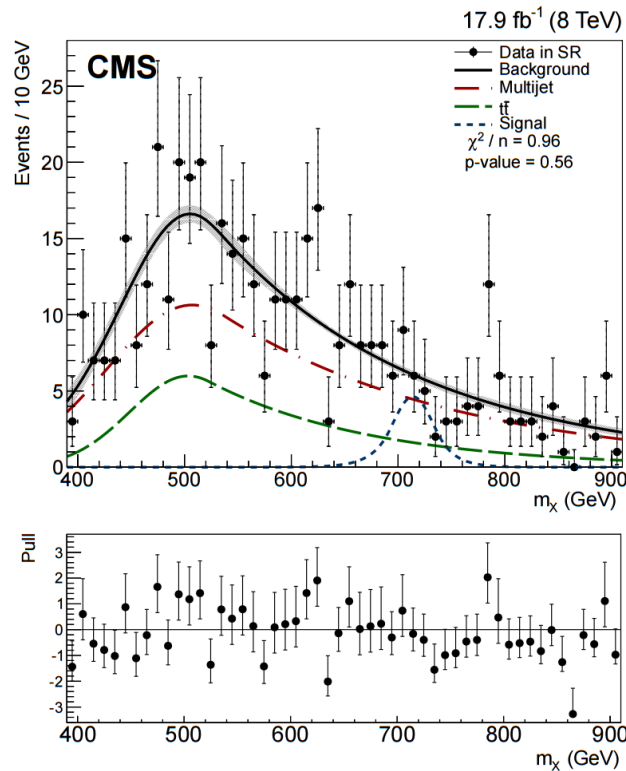 17.9 fb⁻¹ (8 TeV)
CMS
Data in SR
Background
Multijet
tt̄
Signal
χ² / n = 0.96
p-value = 0.56
Events / 10 GeV
25
20
15
10
5
0
400 500 600 700 800 900
m_X (GeV)
Pull
3
2
1
0
-1
-2
-3
400 500 600 700 800 900
m_X (GeV)